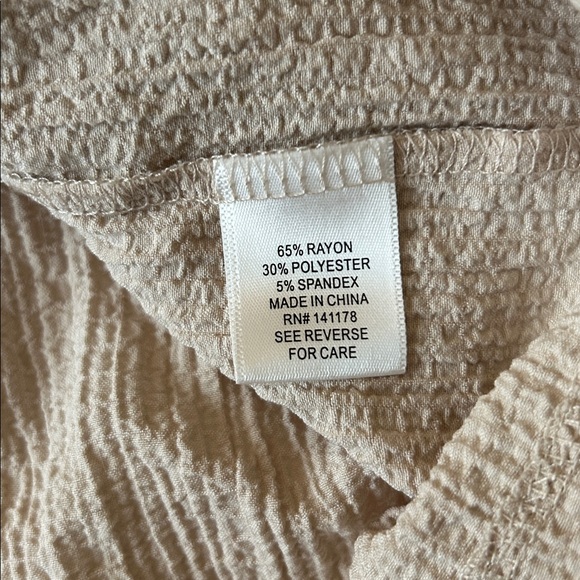 65% RAYON
30% POLYESTER
5% SPANDEX
MADE IN CHINA
RN# 141178
SEE REVERSE
FOR CARE